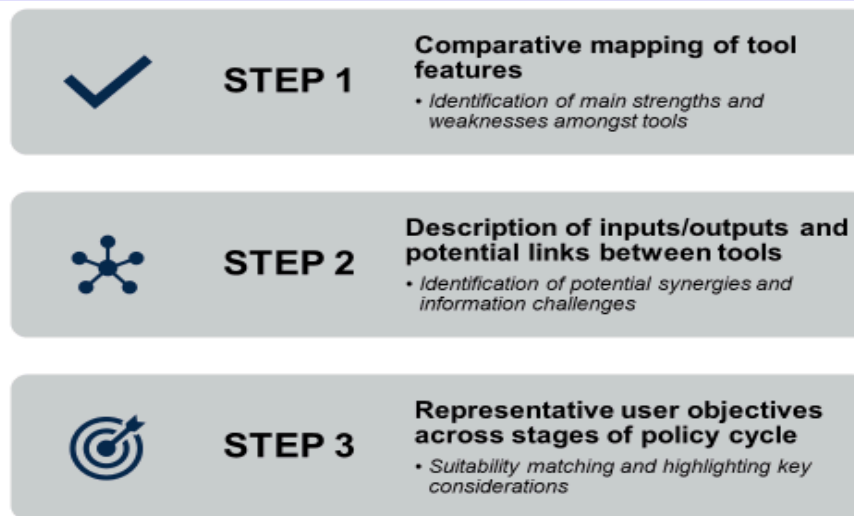 STEP 1
Comparative mapping of tool
features
• Identification of main strengths and
weaknesses amongst tools
STEP 2
Description of inputs/outputs and
potential links between tools
• Identification of potential synergies and
information challenges
STEP 3
Representative user objectives
across stages of policy cycle
• Suitability matching and highlighting key
considerations